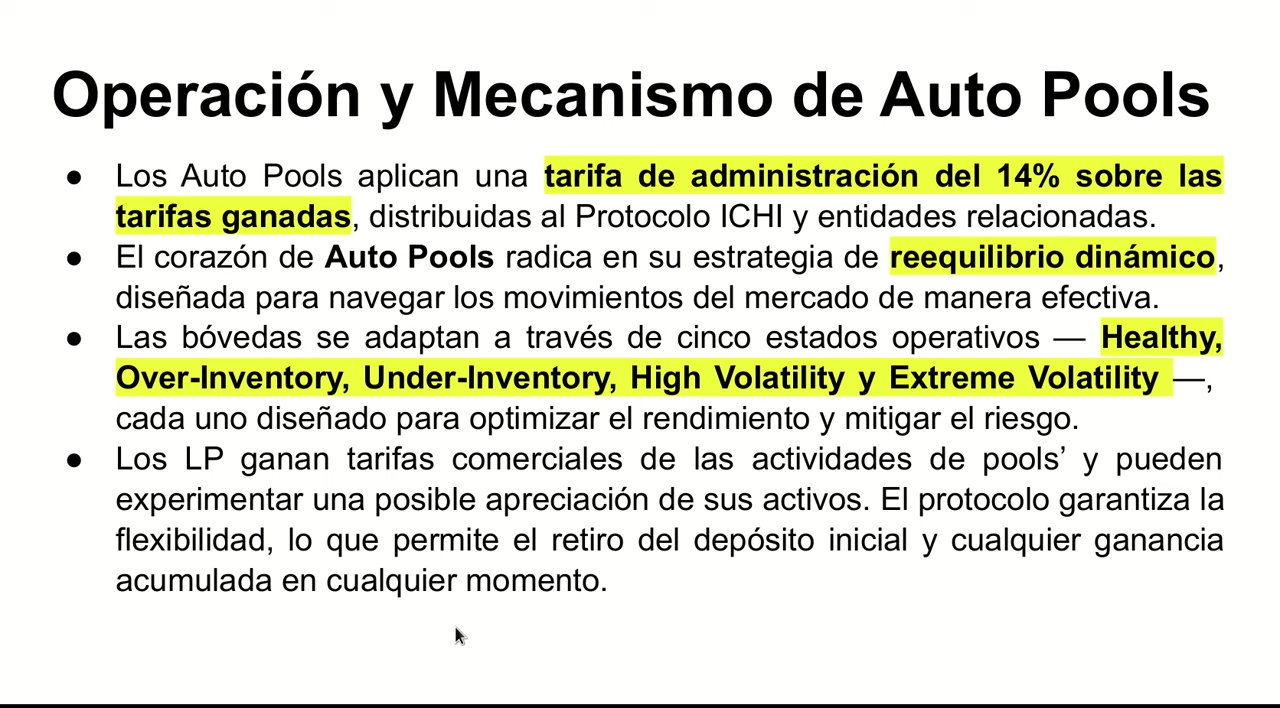 Operación y Mecanismo de Auto Pools
● Los Auto Pools aplican una tarifa de administración del 14% sobre las
tarifas ganadas, distribuidas al Protocolo ICHI y entidades relacionadas.
● El corazón de Auto Pools radica en su estrategia de reequilibrio dinámico,
diseñada para navegar los movimientos del mercado de manera efectiva.
● Las bóvedas se adaptan a través de cinco estados operativos — Healthy,
Over-Inventory, Under-Inventory, High Volatility y Extreme Volatility —,
cada uno diseñado para optimizar el rendimiento y mitigar el riesgo.
● Los LP ganan tarifas comerciales de las actividades de pools’ y pueden
experimentar una posible apreciación de sus activos. El protocolo garantiza la
flexibilidad, lo que permite el retiro del depósito inicial y cualquier ganancia
acumulada en cualquier momento.